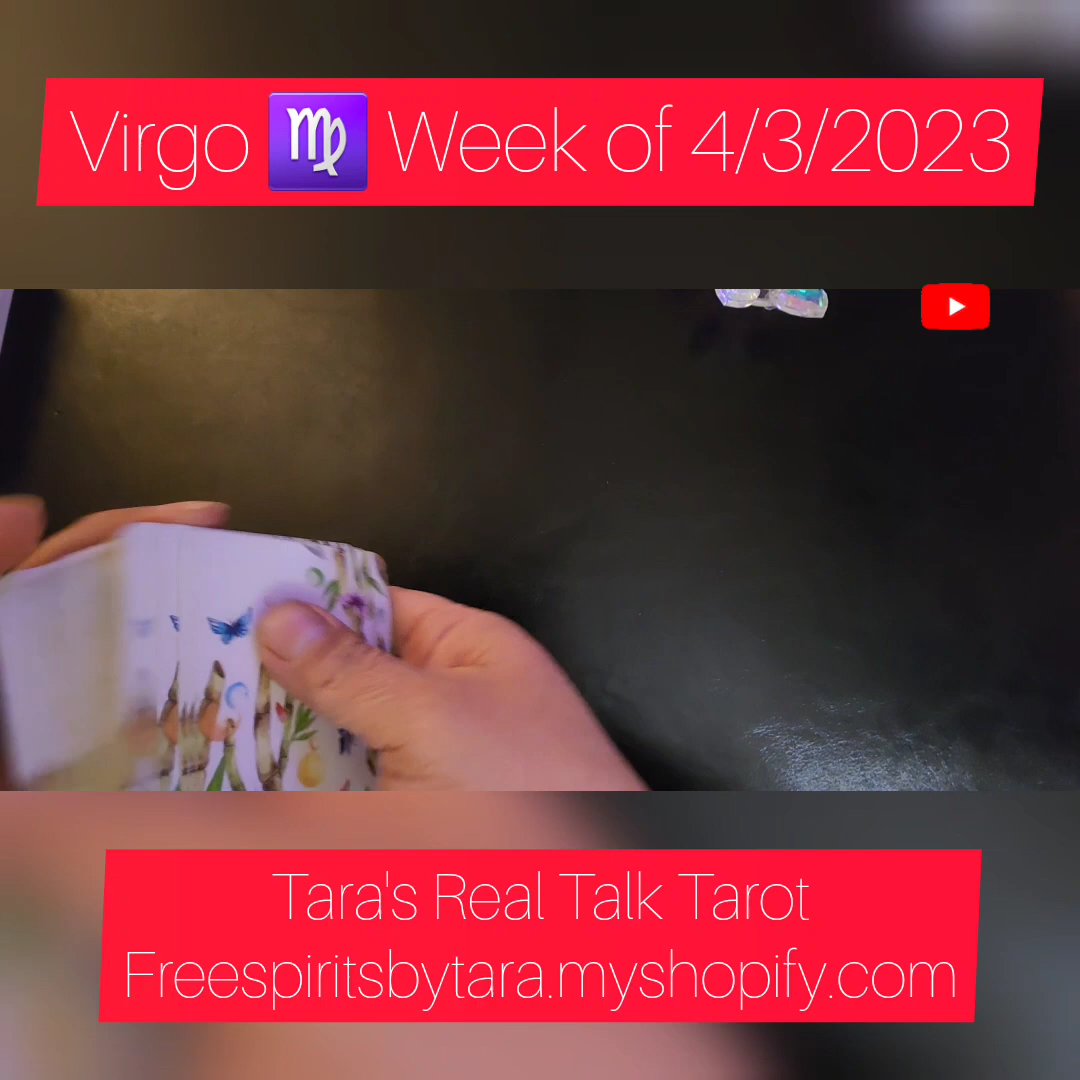 Virgo ♍ Week of 4/3/2023
Tara's Real Talk Tarot
Freespiritsbytara.myshopify.com